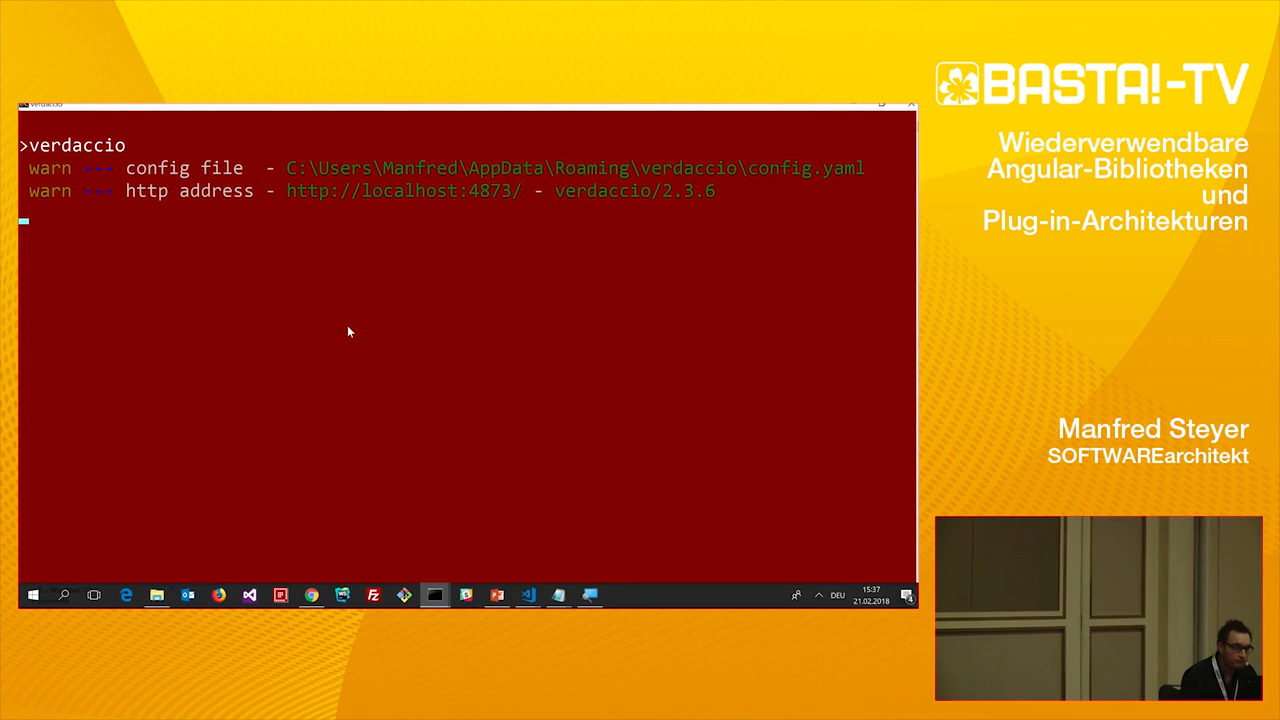 BASTA!-TV
Wiederverwendbare
Angular-Bibliotheken
und
Plug-in-Architekturen
verdaccio
>verdaccio
warn --- config file - C:\Users\Manfred\AppData\Roaming\verdaccio\config.yaml
warn --- http address - http://localhost:4873/ - verdaccio/2.3.6
Manfred Steyer
SOFTWAREarchitekt
DEU
15:37
21.02.2018
4